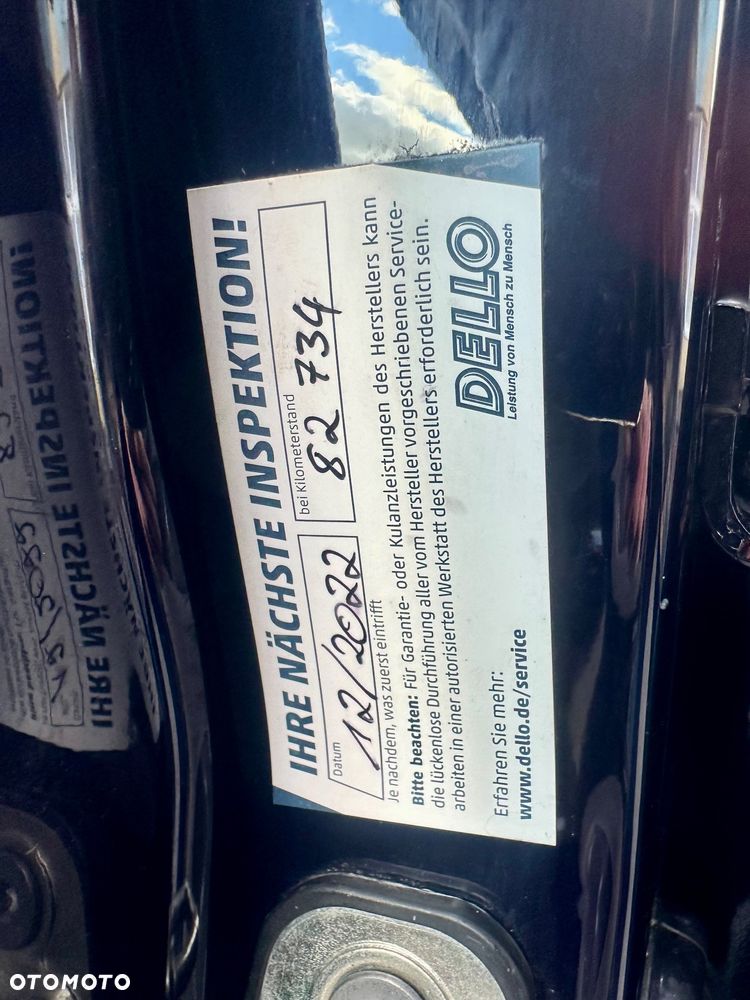 IHRE NÄCHSTE INSPEKTION!
Datum
12/2022
bei Kilometerstand
82 734
Je nachdem, was zuerst eintrifft
Bitte beachten: Für Garantie- oder Kulanzleistungen des Herstellers kann
die lückenlose Durchführung aller vom Hersteller vorgeschriebenen Service-
arbeiten in einer autorisierten Werkstatt des Herstellers erforderlich sein.
Erfahren Sie mehr:
www.dello.de/service
DELLO
Leistung von Mensch zu Mensch
IHRE NÄCHSTE INSPEKTION!
OTOMOTO